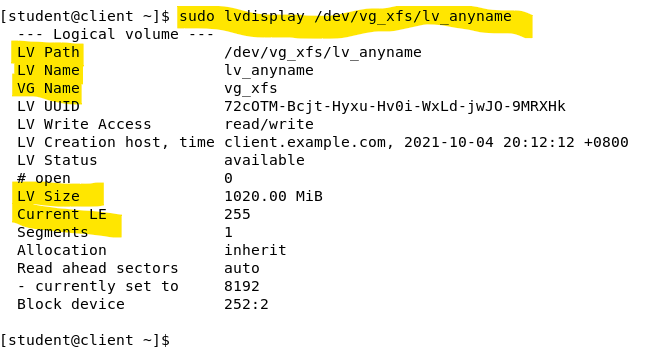 [student@client ~]$ sudo lvdisplay /dev/vg_xfs/lv_anyname
--- Logical volume ---
LV Path                /dev/vg_xfs/lv_anyname
LV Name                lv_anyname
VG Name                vg_xfs
LV UUID                72cOTM-Bcjt-Hyxu-Hv0i-WxLd-jwJO-9MRXHk
LV Write Access        read/write
LV Creation host, time client.example.com, 2021-10-04 20:12:12 +0800
LV Status              available
# open                 0
LV Size                1020.00 MiB
Current LE             255
Segments               1
Allocation             inherit
Read ahead sectors     auto
- currently set to     8192
Block device           252:2
[student@client ~]$